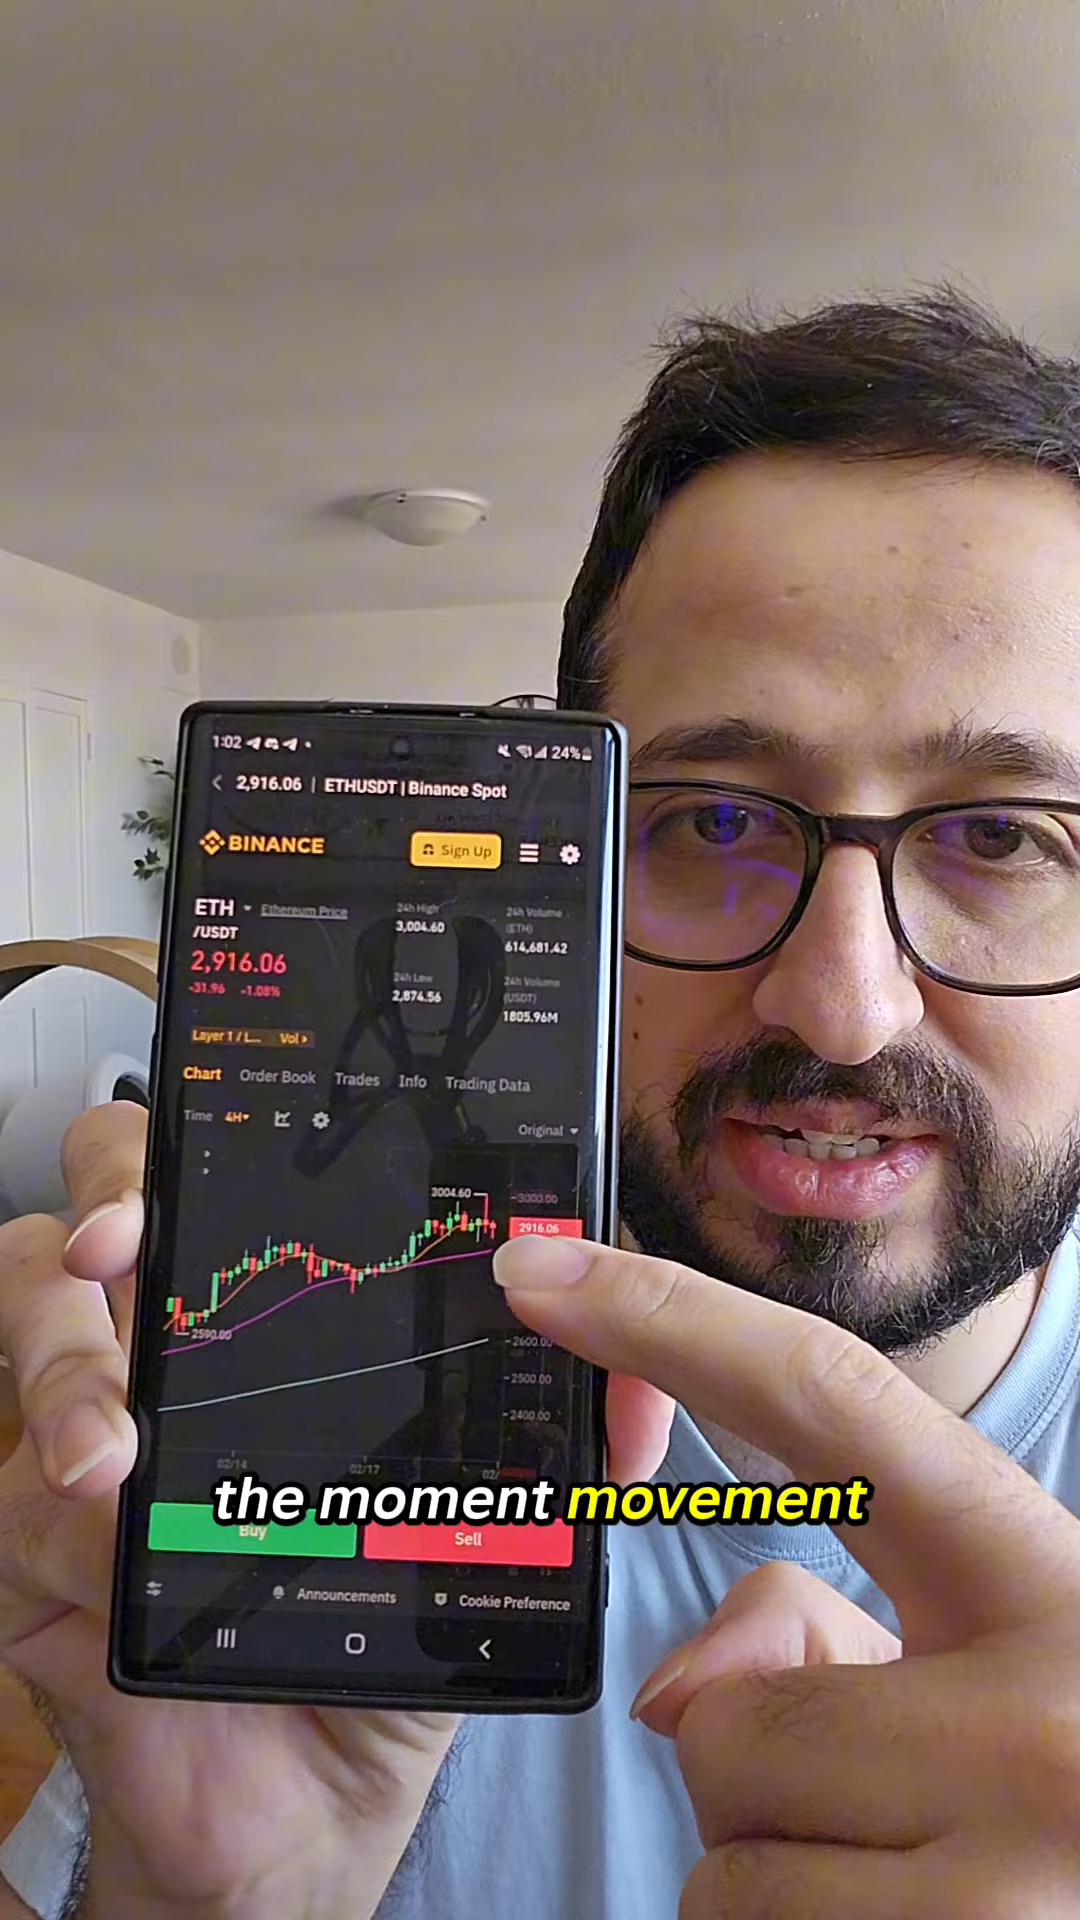 1:02
24%
2,916.06 | ETHUSDT | Binance Spot
BINANCE
Sign Up
ETH
Ethereum Price
/USDT
2,916.06
-31.96 -1.08%
24h High
3,004.60
24h Low
2,874.56
24h Volume
(ETH)
614,681.42
24h Volume
(USDT)
1805.96M
Layer 1 / L... Vol
Chart Order Book Trades Info Trading Data
Time 4H
Original
3004.60
3000.00
2916.06
2590.00
2600.00
2500.00
2400.00
02/14 02/17 02/
the moment movement
Buy
Sell
Announcements
Cookie Preference